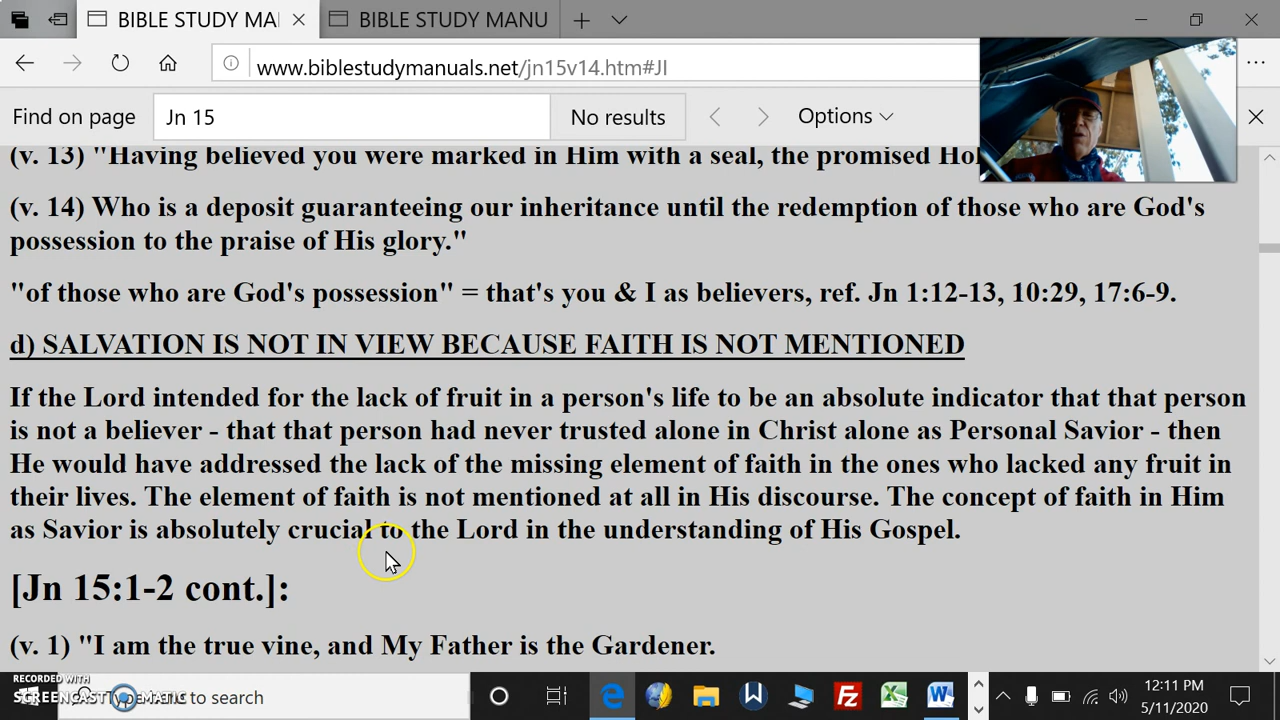 BIBLE STUDY MA
BIBLE STUDY MANU
www.biblestudymanuals.net/jn15v14.htm#JI
Find on page
Jn 15
No results
Options
(v. 13) "Having believed you were marked in Him with a seal, the promised
(v. 14) Who is a deposit guaranteeing our inheritance until the redemption of those who are God's
possession to the praise of His glory."
"of those who are God's possession" = that's you & I as believers, ref. Jn 1:12-13, 10:29, 17:6-9.
d) SALVATION IS NOT IN VIEW BECAUSE FAITH IS NOT MENTIONED
If the Lord intended for the lack of fruit in a person's life to be an absolute indicator that that person
is not a believer - that that person had never trusted alone in Christ alone as Personal Savior - then
He would have addressed the lack of the missing element of faith in the ones who lacked any fruit in
their lives. The element of faith is not mentioned at all in His discourse. The concept of faith in Him
as Savior is absolutely crucial to the Lord in the understanding of His Gospel.
[Jn 15:1-2 cont.]:
(v. 1) "I am the true vine, and My Father is the Gardener.
RECORDED WITH
SCREENCAST MATIC
Type here to search
12:11 PM
5/11/2020